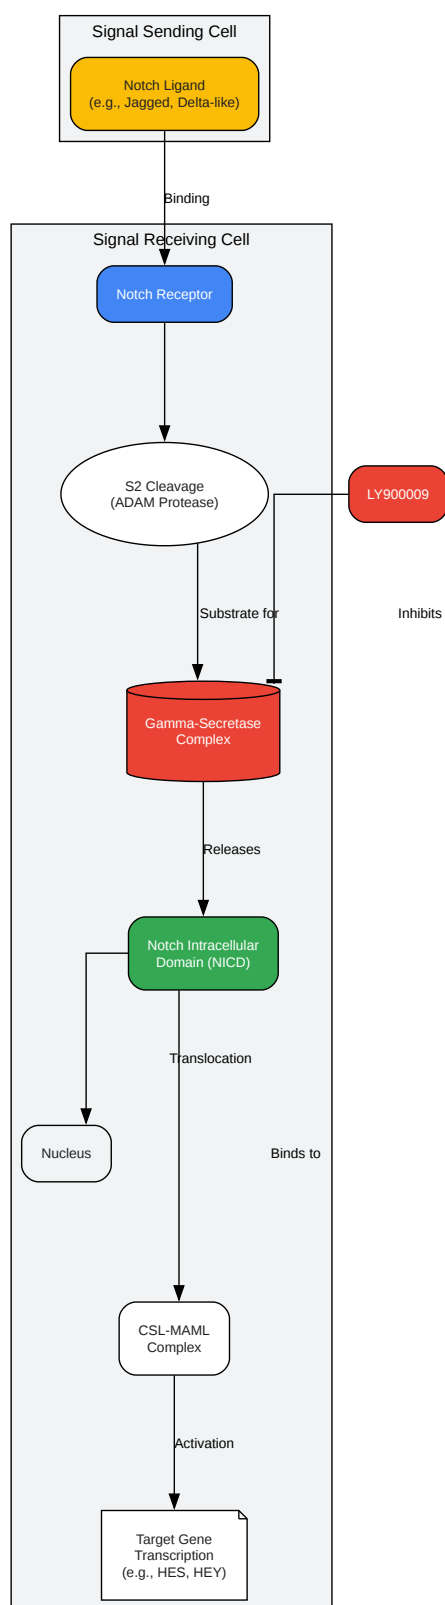 Signal Sending Cell
Notch Ligand
(e.g., Jagged, Delta-like)
Binding
Signal Receiving Cell
Notch Receptor
S2 Cleavage
(ADAM Protease)
LY900009
Substrate for
Inhibits
Gamma-Secretase
Complex
Releases
Notch Intracellular
Domain (NICD)
Translocation
Nucleus
Binds to
CSL-MAML
Complex
Activation
Target Gene
Transcription
(e.g., HES, HEY)